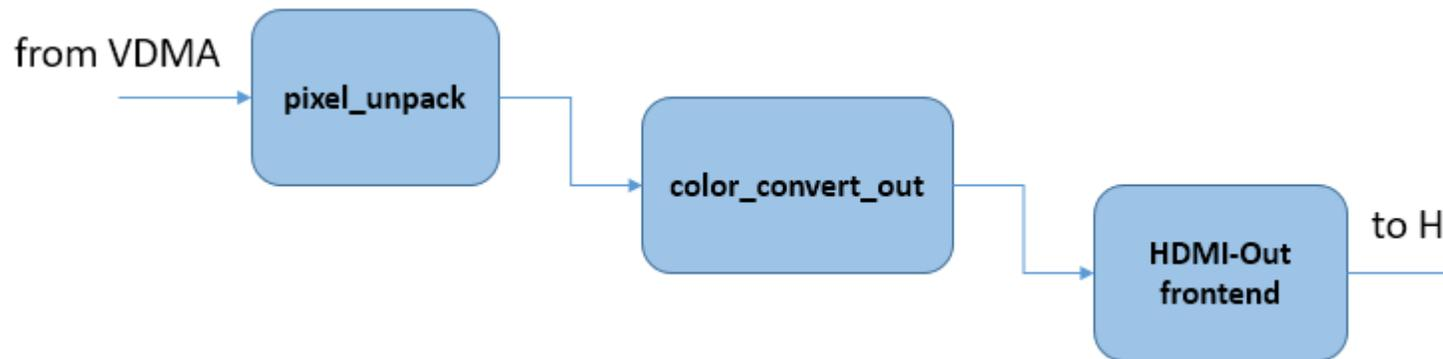 from VDMA
pixel_unpack
color_convert_out
HDMI-Out
frontend
to H